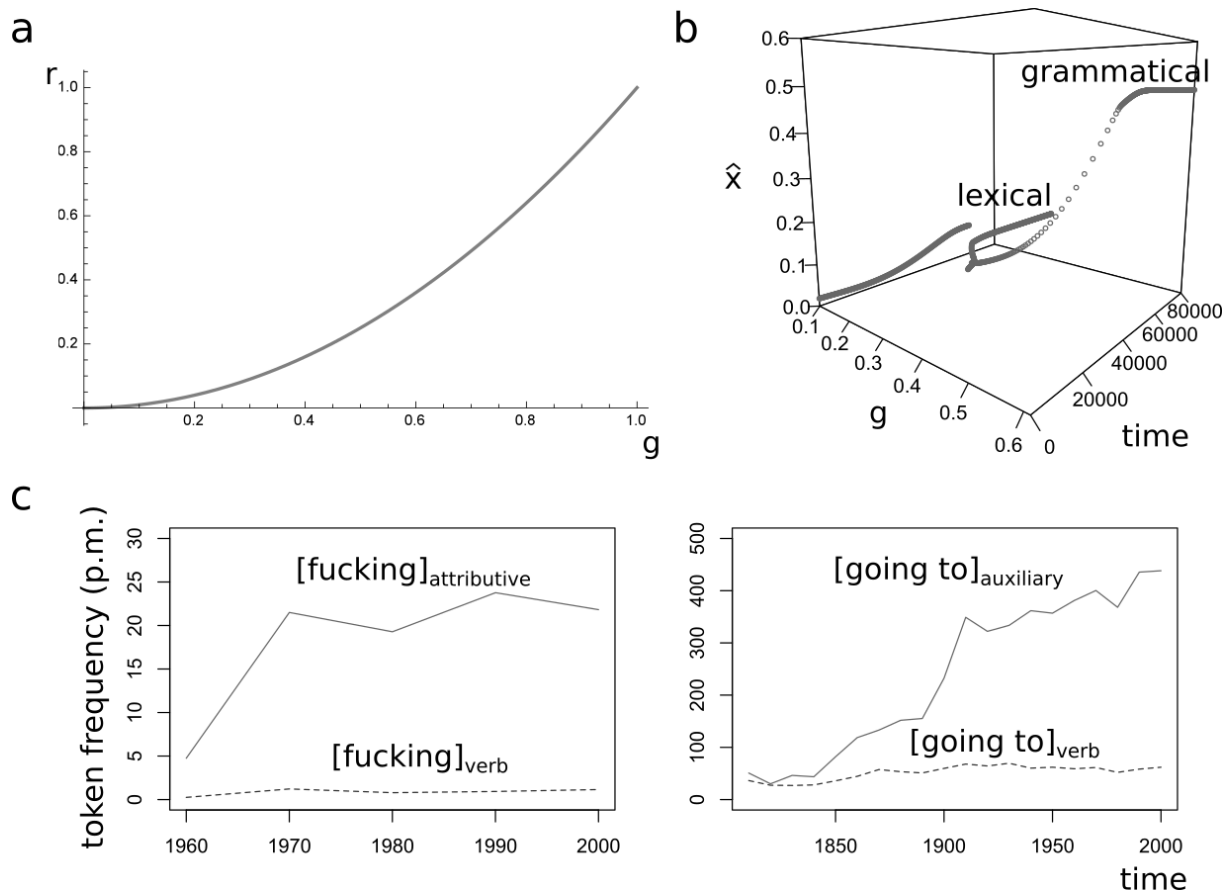 a
r
1.0
0.8
0.6
0.4
0.2
0.2 0.4 0.6 0.8 1.0
g
b
0.6
0.5
0.4
0.3
0.2
0.1
0.0
x̂
grammatical
lexical
0.1 0.2 0.3 0.4 0.5 0.6
g
0 20000 40000 60000 80000
time
c
token frequency (p.m.)
30
25
20
15
10
5
0
[fucking]attributive
[fucking]verb
1960 1970 1980 1990 2000
500
400
300
200
100
0
[going to]auxiliary
[going to]verb
1850 1900 1950 2000
time